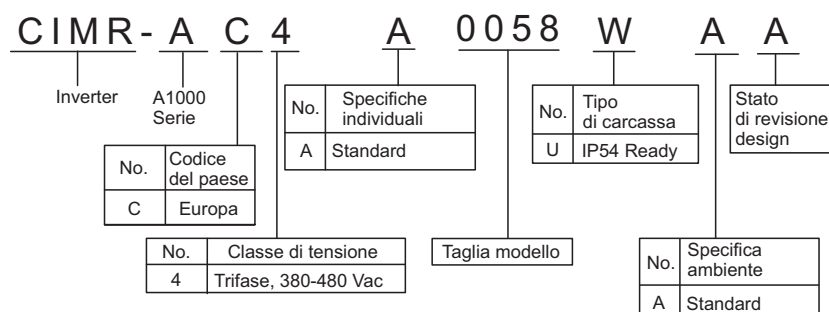 CIMR- A C 4 A 0058 W A A
Inverter
A1000
Serie
No. Specifiche
individuali
A Standard
No. Tipo
di carcassa
U IP54 Ready
Stato
di revisione
design
No. Codice
del paese
C Europa
No. Classe di tensione
4 Trifase, 380-480 Vac
Taglia modello
No. Specifica
ambiente
A Standard